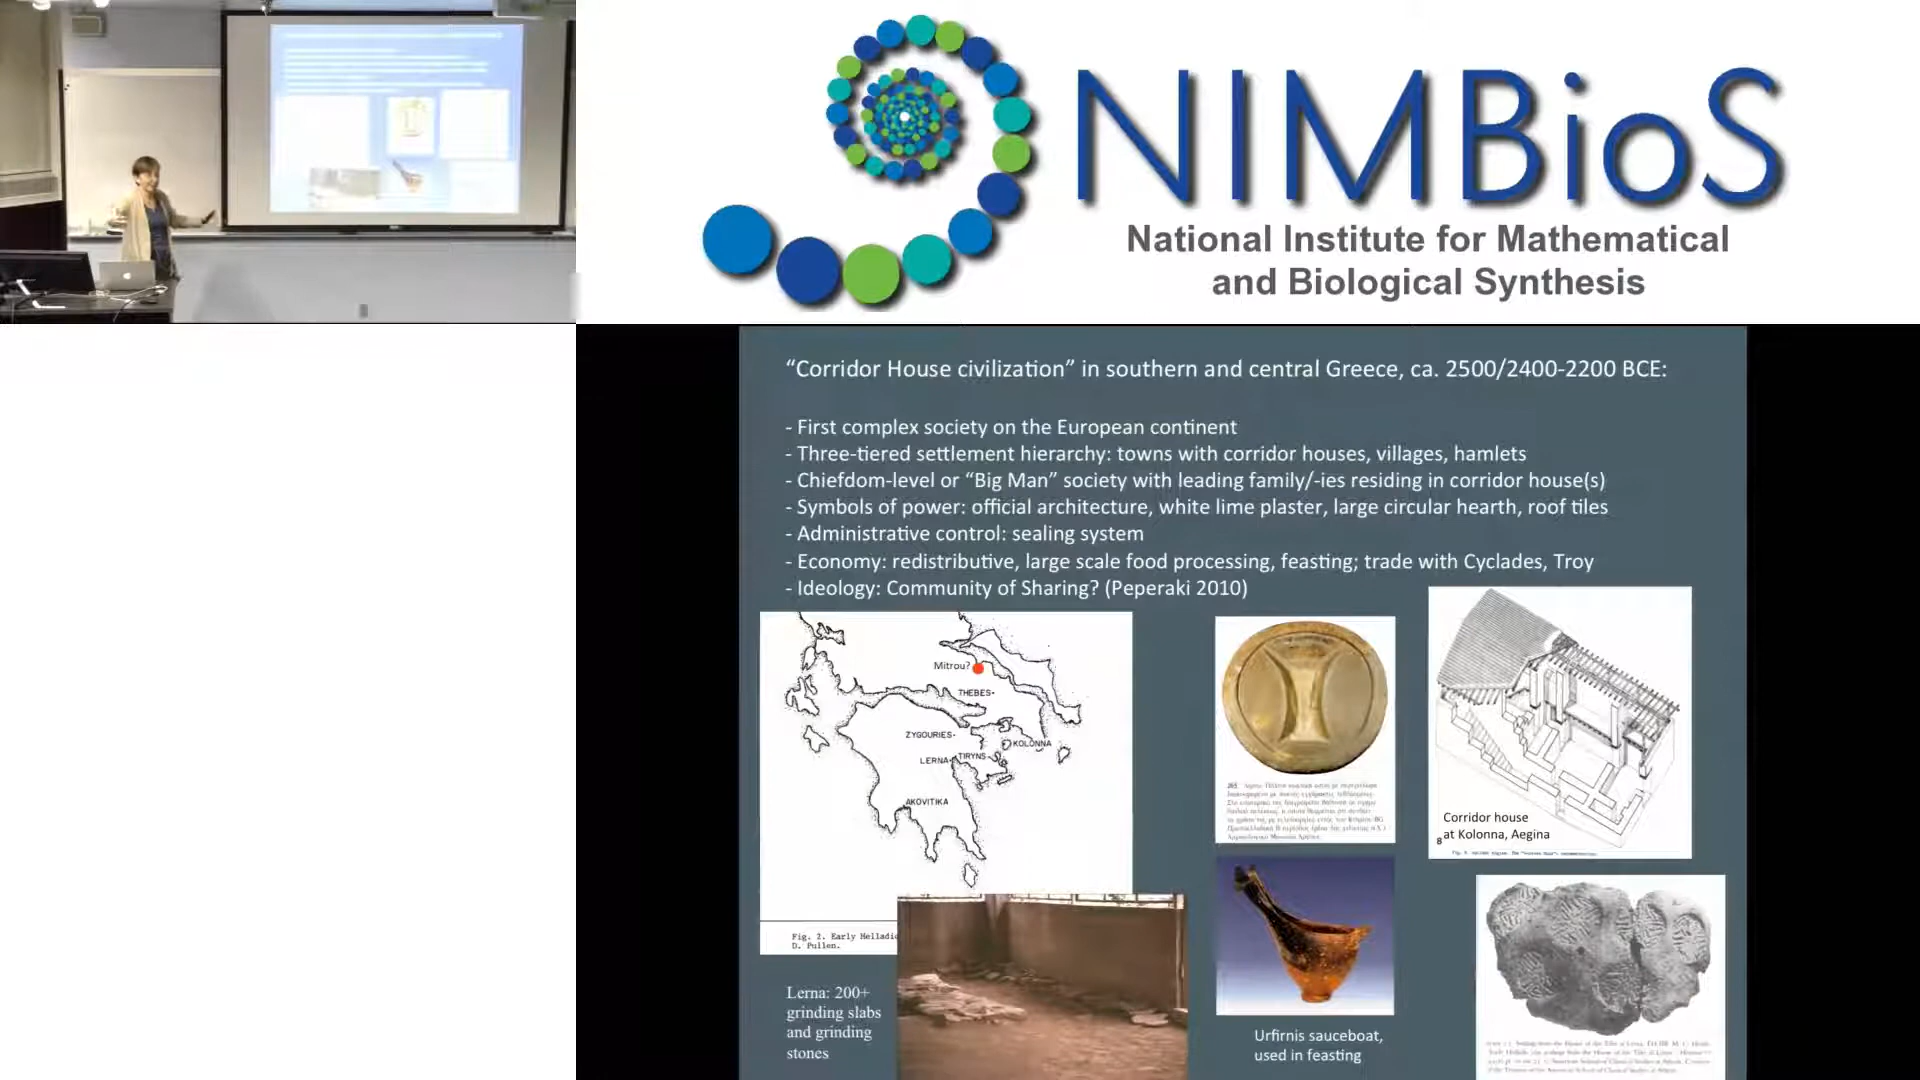 NIMBioS
National Institute for Mathematical
and Biological Synthesis
“Corridor House civilization” in southern and central Greece, ca. 2500/2400-2200 BCE:
- First complex society on the European continent
- Three-tiered settlement hierarchy: towns with corridor houses, villages, hamlets
- Chiefdom-level or “Big Man” society with leading family/-ies residing in corridor house(s)
- Symbols of power: official architecture, white lime plaster, large circular hearth, roof tiles
- Administrative control: sealing system
- Economy: redistributive, large scale food processing, feasting; trade with Cyclades, Troy
- Ideology: Community of Sharing? (Peperaki 2010)
Mitrou?
THEBES
ZYGOURIES
KOLONNA
LERNA
TIRYNS
AKOVITIKA
Fig. 2. Early
D. Pullen.
Corridor house
at Kolonna, Aegina
8
Lerna: 200+
grinding slabs
and grinding
stones
Urfirnis sauceboat,
used in feasting